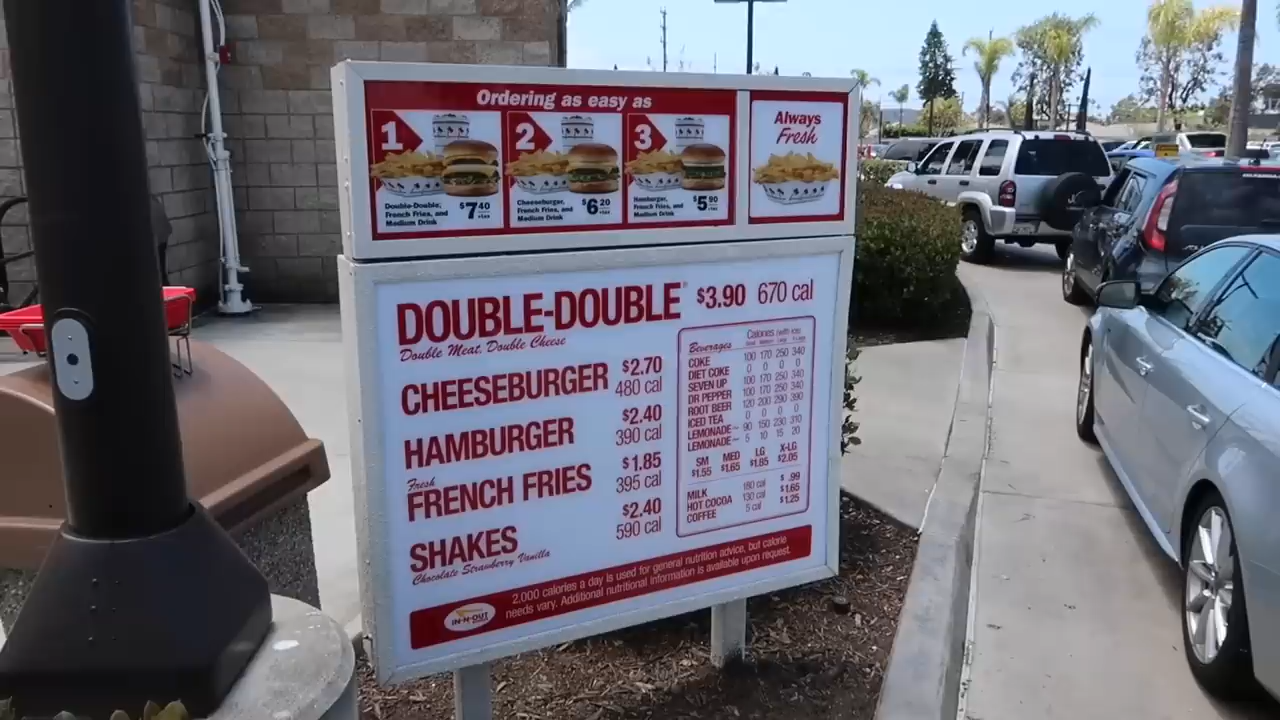 Ordering as easy as
1
Double-Double,
French Fries, and
Medium Drink
$7 40
+tax
2
Cheeseburger,
French Fries, and
Medium Drink
$6 20
+tax
3
Hamburger,
French Fries, and
Medium Drink
$5 90
+tax
Always
Fresh
DOUBLE-DOUBLE® $3.90 670 cal
Double Meat, Double Cheese
CHEESEBURGER $2.70
480 cal
HAMBURGER $2.40
390 cal
Fresh
FRENCH FRIES $1.85
395 cal
SHAKES $2.40
590 cal
Chocolate Strawberry Vanilla
Beverages Calories (with ice)
COKE 100 170 250 340
DIET COKE 0 0 0 0
SEVEN UP 100 170 250 340
DR PEPPER 100 170 250 340
ROOT BEER 120 200 290 390
ICED TEA 0 0 0 0
LEMONADE 90 150 230 310
LEMONADE 5 10 15 20
SM MED LG X-LG
$1.55 $1.65 $1.85 $2.05
MILK 180 cal $ .99
HOT COCOA 130 cal $1.65
COFFEE 5 cal $1.25
IN-N-OUT
2,000 calories a day is used for general nutrition advice, but calorie
needs vary. Additional nutritional information is available upon request.